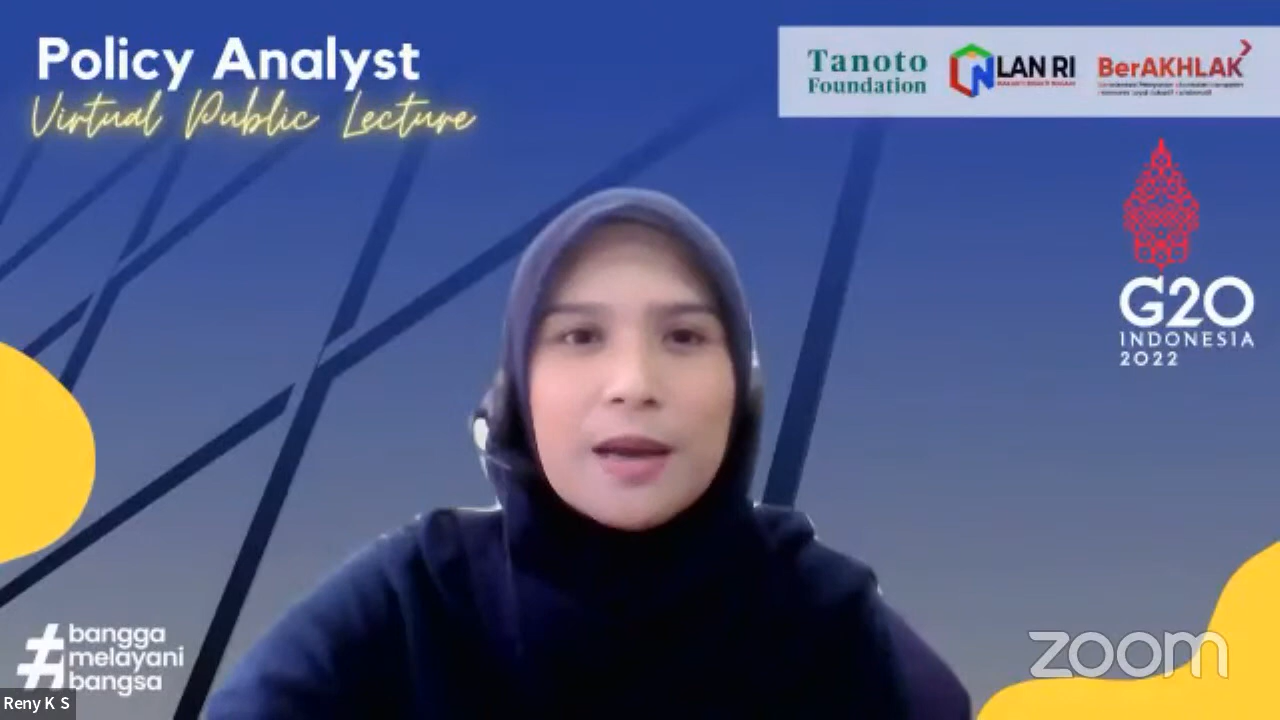 Policy Analyst
Virtual Public Lecture
Tanoto
Foundation
LAN RI
BerAKHLAK
G20
INDONESIA
2022
#bangga
melayani
bangsa
Reny K S
zoom